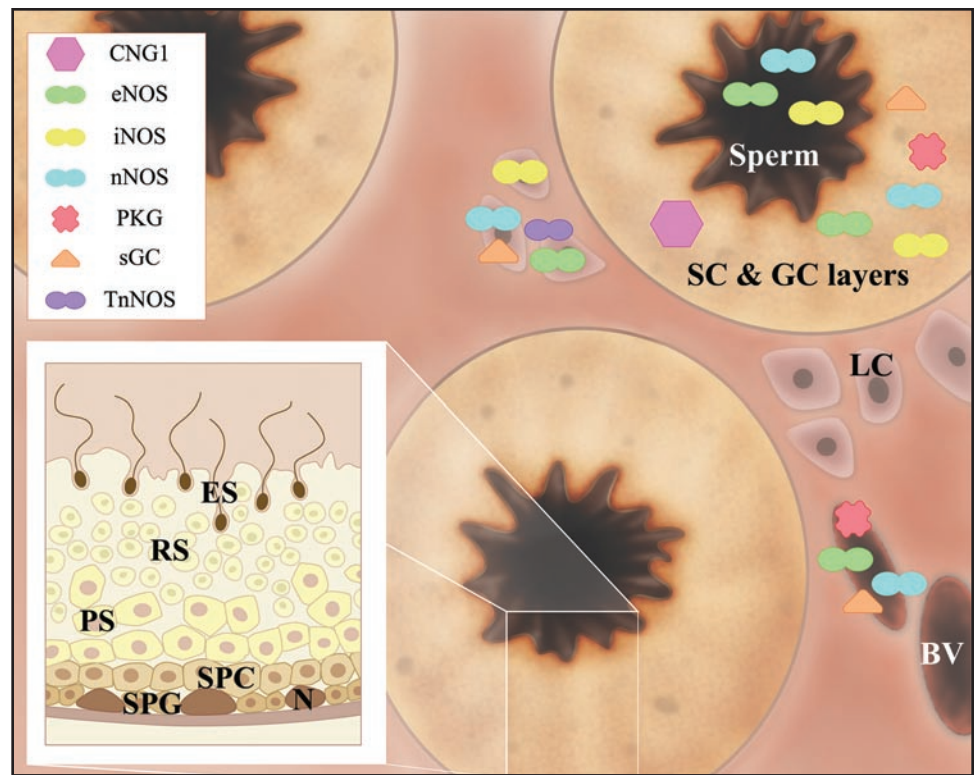 CNG1
eNOS
iNOS
nNOS
PKG
sGC
TnNOS
Sperm
SC & GC layers
LC
BV
ES
RS
PS
SPC
SPG
N